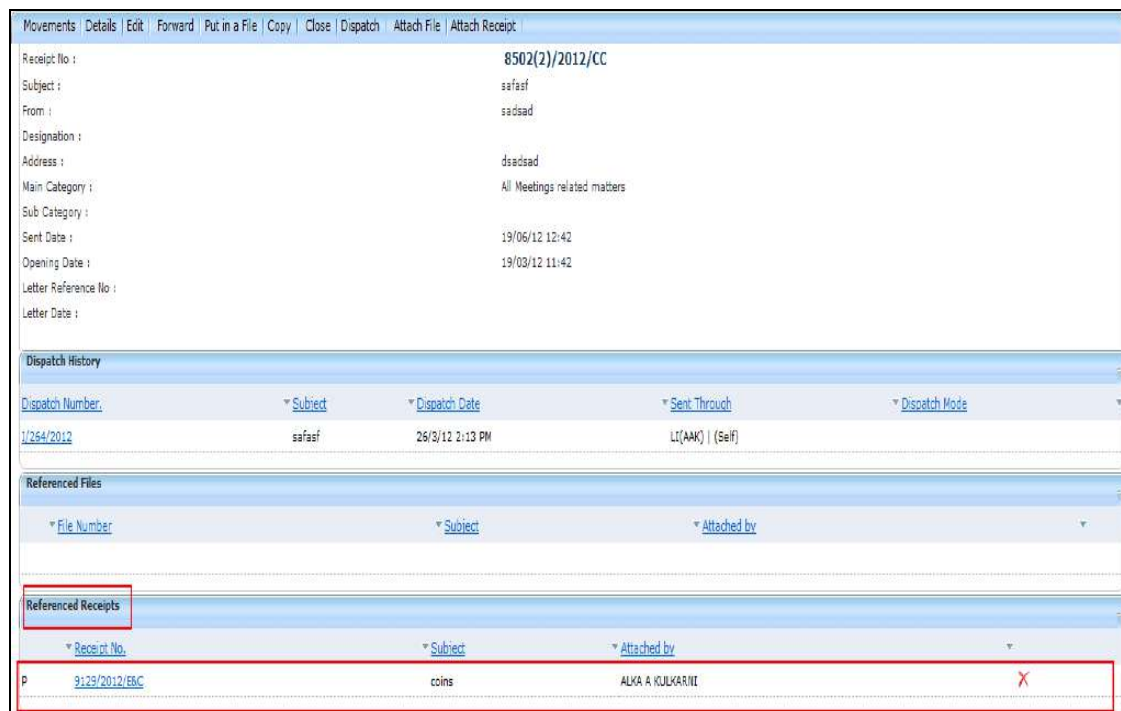 Movements | Details | Edit | Forward | Put in a File | Copy | Close | Dispatch | Attach File | Attach Receipt
Receipt No : 8502(2)/2012/CC
Subject : safasf
From : sadsad
Designation :
Address : dsadsad
Main Category : All Meetings related matters
Sub Category :
Sent Date : 19/06/12 12:42
Opening Date : 19/03/12 11:42
Letter Reference No :
Letter Date :
Dispatch History
Dispatch Number. Subject Dispatch Date Sent Through Dispatch Mode
I/264/2012 safasf 26/3/12 2:13 PM LI(AAK) | (Self)
Referenced Files
File Number Subject Attached by
Referenced Receipts
Receipt No. Subject Attached by
P 9129/2012/E&C coins ALKA A KULKARNI